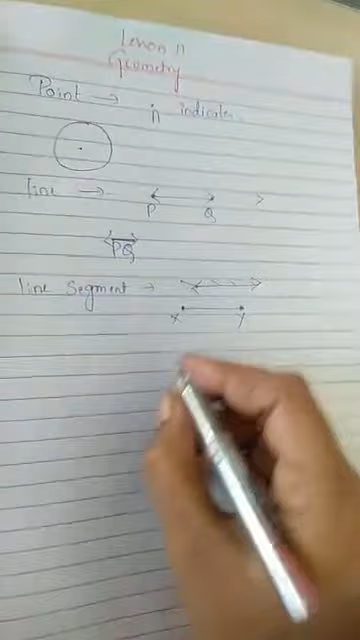 Lesson 11
Geometry
Point → n indicates.
line →
P Q
PQ
line Segment →
X Y